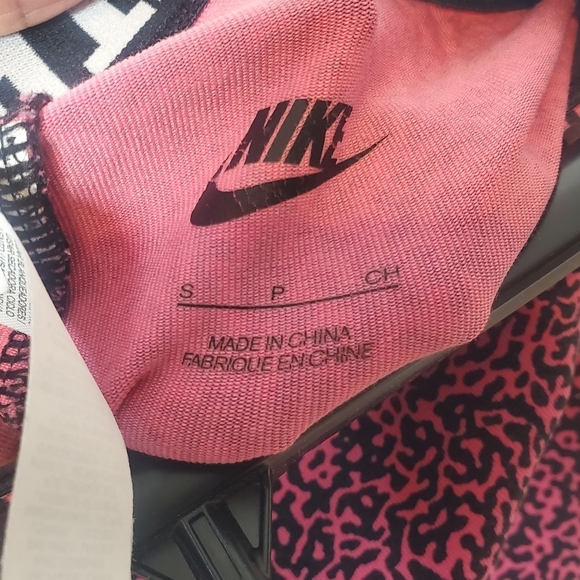 NIKE
S P CH
MADE IN CHINA
FABRIQUE EN CHINE